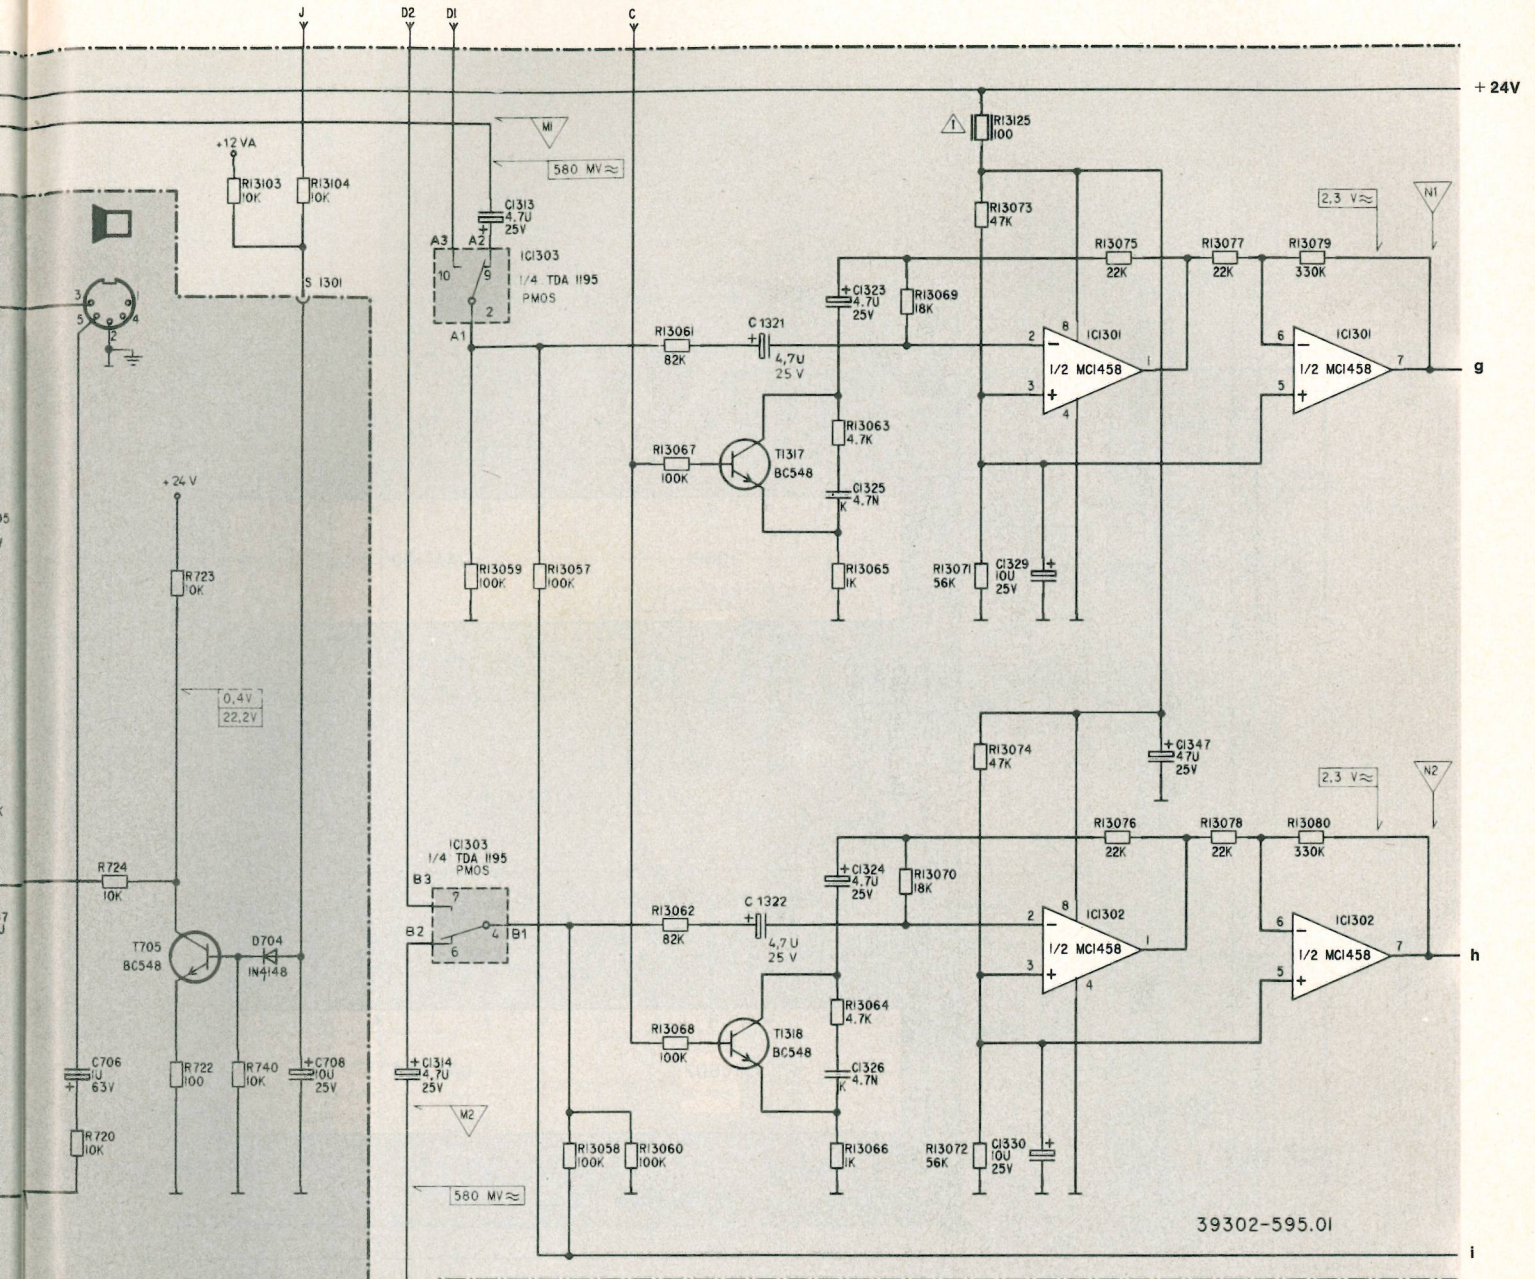 J
D2
D1
C
+ 24V
R13125
100
1
M1
580 MV≈
+12 VA
R13103
10K
R13104
10K
C1313
4.7U
25V
+
A3
A2
IC1303
10
9
1/4 TDA 1195
PMOS
2
A1
S 1301
3
1
5
4
2
R13073
47K
2,3 V≈
N1
R13075
22K
R13077
22K
R13079
330K
+
C1323
4.7U
25V
R13069
18K
R13061
82K
C 1321
+
4,7U
25 V
2
8
IC1301
−
1/2 MC1458
1
3
+
4
6
IC1301
−
1/2 MC1458
7
5
+
g
R13067
100K
T1317
BC548
R13063
4.7K
C1325
4.7N
K
+ 24V
R723
10K
R13059
100K
R13057
100K
R13065
1K
R13071
56K
C1329
10U
25V
+
0,4V
22,2V
R13074
47K
+
C1347
47U
25V
2,3 V≈
N2
R13076
22K
R13078
22K
R13080
330K
IC1303
1/4 TDA 1195
PMOS
B3
7
B2
6
4
B1
+
C1324
4.7U
25V
R13070
18K
R13062
82K
C 1322
+
4,7 U
25 V
2
8
IC1302
−
1/2 MC1458
1
3
+
4
6
IC1302
−
1/2 MC1458
7
5
+
h
R724
10K
T705
BC548
D704
1N4148
R13068
100K
T1318
BC548
R13064
4.7K
C1326
4.7N
K
C706
1U
63V
+
R722
100
R740
10K
+
C708
10U
25V
+
C1314
4,7U
25V
M2
R720
10K
R13058
100K
R13060
100K
R13066
1K
R13072
56K
C1330
10U
25V
+
580 MV≈
39302-595.01
i